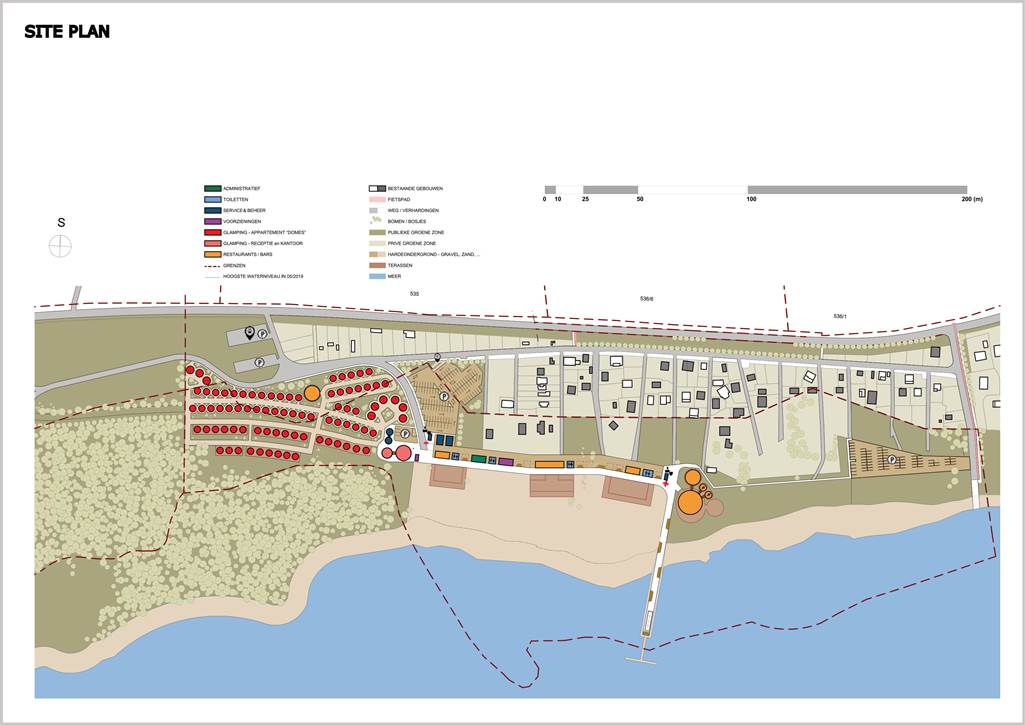 SITE PLAN
S
ADMINISTRATIEF
TOILETTEN
SERVICE & BEHEER
VOORZIENINGEN
GLAMPING - APPARTEMENT "DOMES"
GLAMPING - RECEPTIE en KANTOOR
RESTAURANTS / BARS
GRENZEN
HOOGSTE WATERNIVEAU IN 05/2019
BESTAANDE GEBOUWEN
FIETSPAD
WEG / VERHARDINGEN
BOMEN / BOSJES
PUBLIEKE GROENE ZONE
PRIVE GROENE ZONE
HARDEGNDERGROND - GRAVEL, ZAND, ...
TERASSEN
MEER
0 10 25 50 100 200 (m)
535
536/6
536/1
P
P
P
P
P